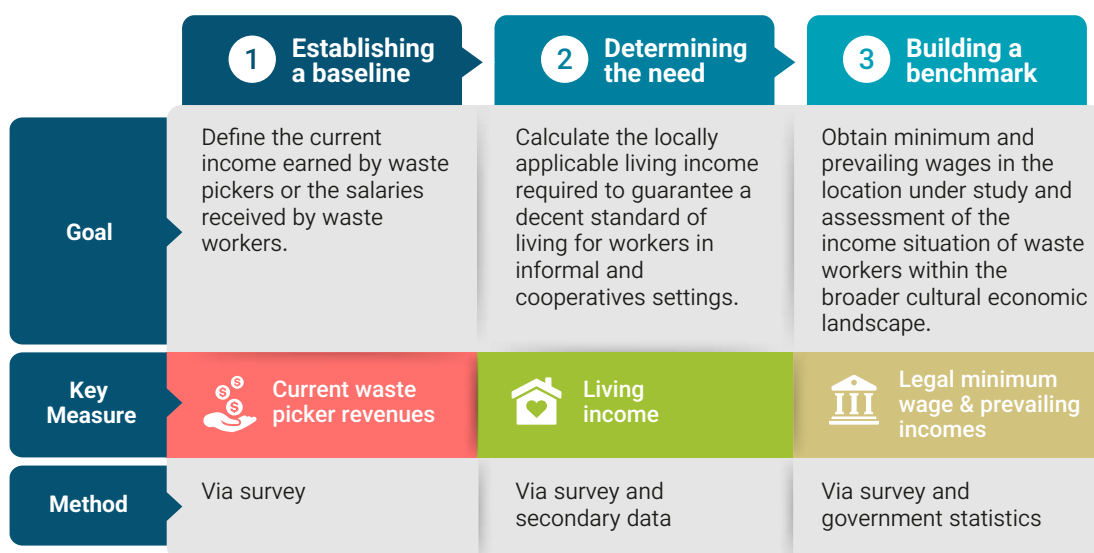 1 Establishing
a baseline
2 Determining
the need
3 Building a
benchmark
Goal
Define the current
income earned by waste
pickers or the salaries
received by waste
workers.
Calculate the locally
applicable living income
required to guarantee a
decent standard of
living for workers in
informal and
cooperatives settings.
Obtain minimum and
prevailing wages in the
location under study and
assessment of the
income situation of waste
workers within the
broader cultural economic
landscape.
Key
Measure
$ $ $
Current waste
picker revenues
Living
income
Legal minimum
wage & prevailing
incomes
Method
Via survey
Via survey and
secondary data
Via survey and
government statistics